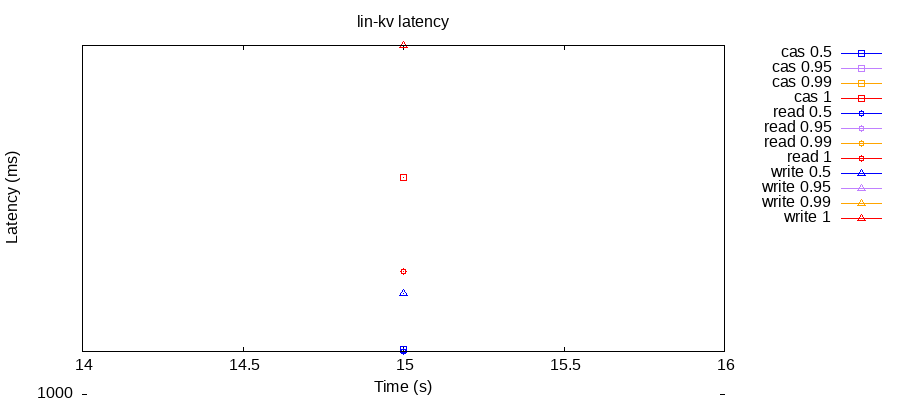 lin-kv latency
Latency (ms)
cas 0.5
cas 0.95
cas 0.99
cas 1
read 0.5
read 0.95
read 0.99
read 1
write 0.5
write 0.95
write 0.99
write 1
14 14.5 15 15.5 16
Time (s)
1000